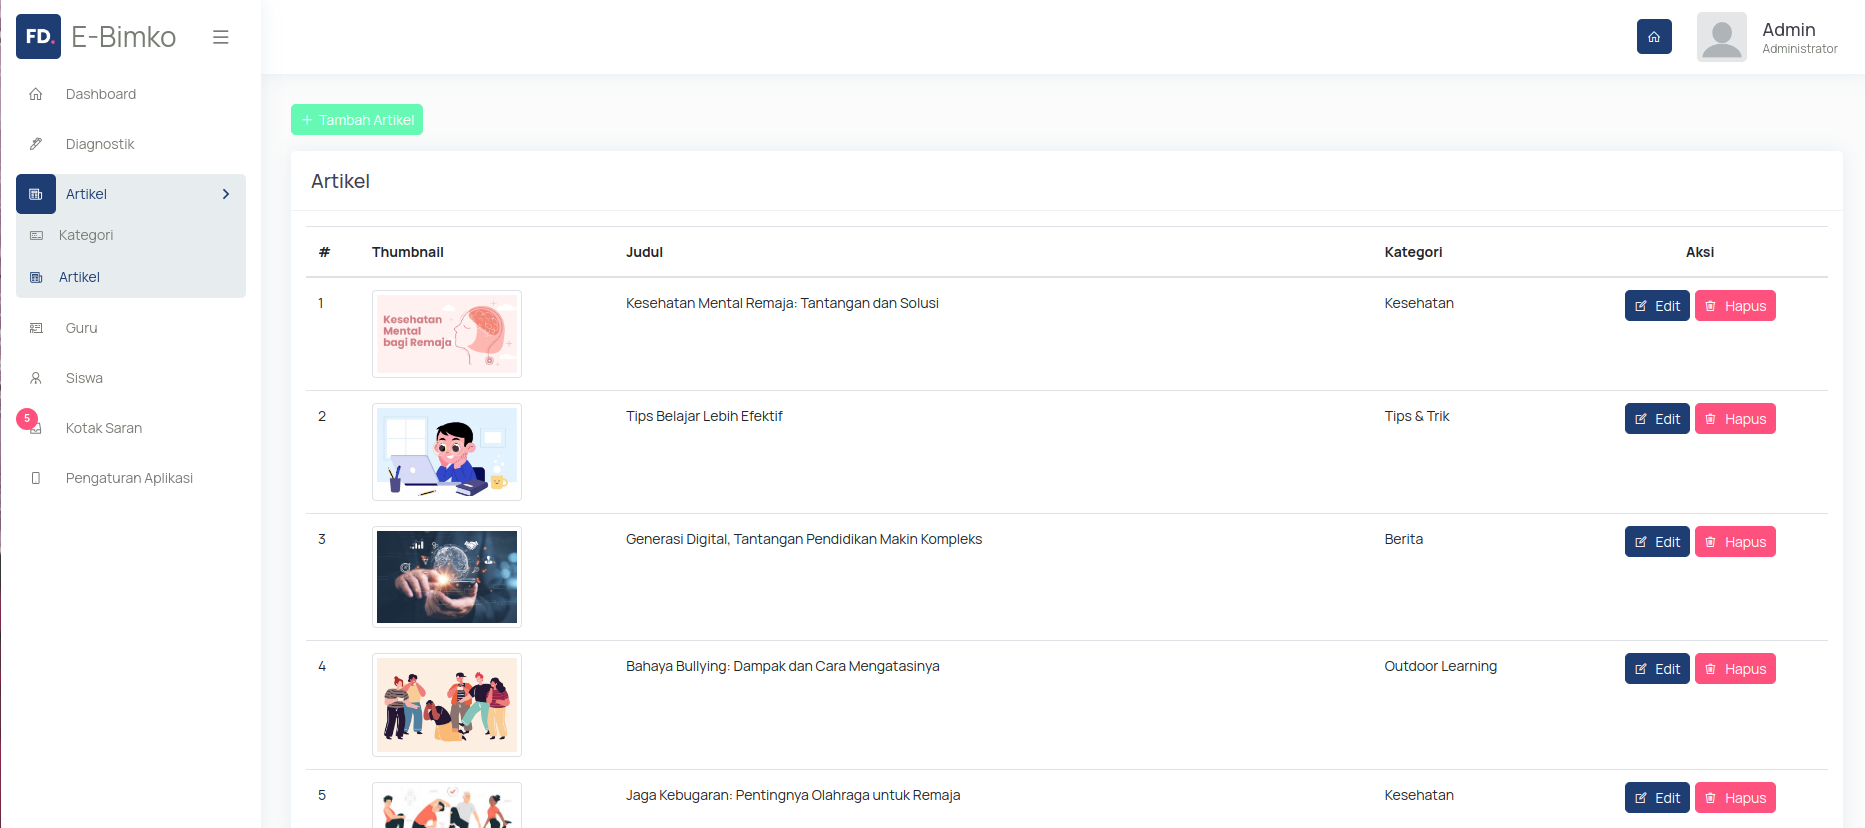 FD. E-Bimko
Admin
Administrator
Dashboard
Diagnostik
Artikel
Kategori
Artikel
Guru
Siswa
5
Kotak Saran
Pengaturan Aplikasi
+ Tambah Artikel
Artikel
# Thumbnail Judul Kategori Aksi
1 Kesehatan Mental Remaja: Tantangan dan Solusi Kesehatan Edit Hapus
Kesehatan
Mental
bagi Remaja
2 Tips Belajar Lebih Efektif Tips & Trik Edit Hapus
3 Generasi Digital, Tantangan Pendidikan Makin Kompleks Berita Edit Hapus
4 Bahaya Bullying: Dampak dan Cara Mengatasinya Outdoor Learning Edit Hapus
5 Jaga Kebugaran: Pentingnya Olahraga untuk Remaja Kesehatan Edit Hapus